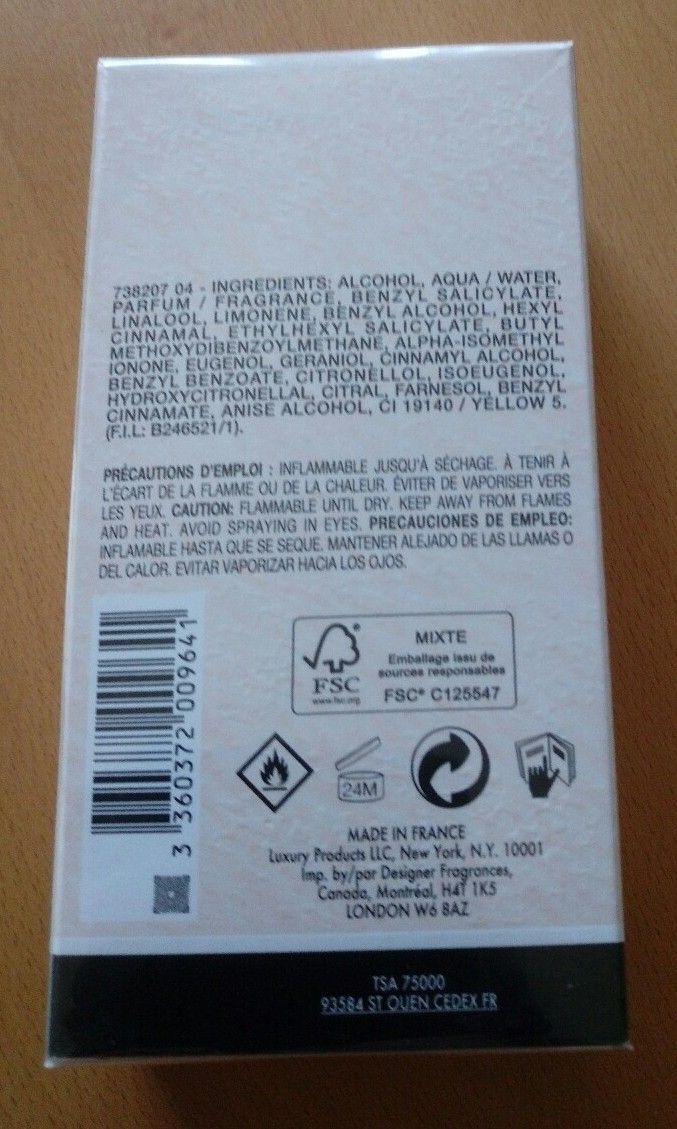 738207 04 - INGREDIENTS: ALCOHOL, AQUA / WATER,
PARFUM / FRAGRANCE, BENZYL SALICYLATE,
LINALOOL, LIMONENE, BENZYL ALCOHOL, HEXYL
CINNAMAL, ETHYLHEXYL SALICYLATE, BUTYL
METHOXYDIBENZOYLMETHANE, ALPHA-ISOMETHYL
IONONE, EUGENOL, GERANIOL, CINNAMYL ALCOHOL,
BENZYL BENZOATE, CITRONELLOL, ISOEUGENOL,
HYDROXYCITRONELLAL, CITRAL, FARNESOL, BENZYL
CINNAMATE, ANISE ALCOHOL, CI 19140 / YELLOW 5.
(F.I.L: B246521/1).
PRÉCAUTIONS D'EMPLOI : INFLAMMABLE JUSQU'À SÉCHAGE. À TENIR À
L'ÉCART DE LA FLAMME OU DE LA CHALEUR. ÉVITER DE VAPORISER VERS
LES YEUX. CAUTION: FLAMMABLE UNTIL DRY. KEEP AWAY FROM FLAMES
AND HEAT. AVOID SPRAYING IN EYES. PRECAUCIONES DE EMPLEO:
INFLAMABLE HASTA QUE SE SEQUE. MANTENER ALEJADO DE LAS LLAMAS O
DEL CALOR. EVITAR VAPORIZAR HACIA LOS OJOS.
3 360372 009641
FSC®
www.fsc.org
MIXTE
Emballage issu de
sources responsables
FSC® C125547
24M
MADE IN FRANCE
Luxury Products LLC, New York, N.Y. 10001
Imp. by/par Designer Fragrances,
Canada, Montréal, H4T 1K5
LONDON W6 8AZ
TSA 75000
93584 ST OUEN CEDEX FR